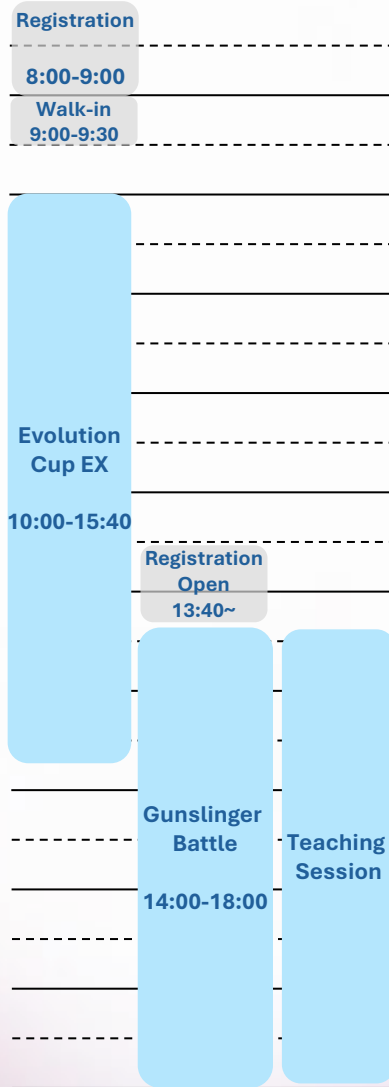 Registration
8:00-9:00
Walk-in
9:00-9:30
Evolution
Cup EX
10:00-15:40
Registration
Open
13:40~
Gunslinger
Battle
14:00-18:00
Teaching
Session